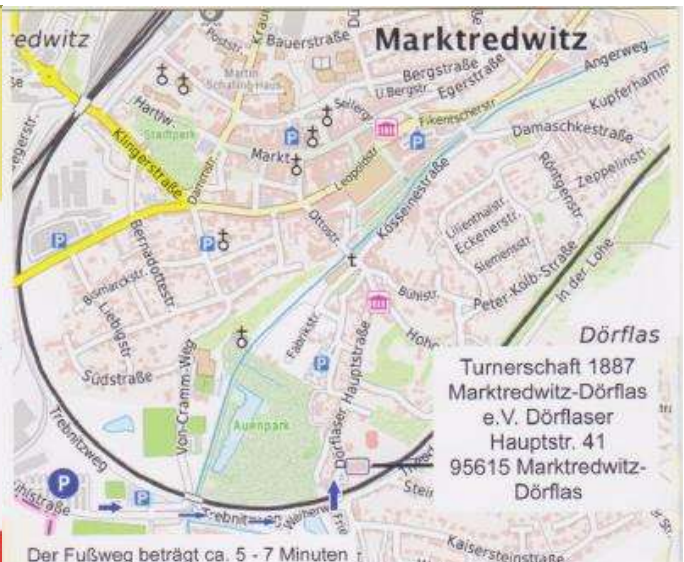 edwitz
Marktredwitz
Poststr.
Bauerstraße
Martin
Schalling-Haus
Bergstraße
Egerstraße
Angerweg
U.Bergstr.
Fikentscherstr
Kupferhamm
Stadtpark
Klingerstraße
Markt
Leopoldstr
Damaschkestraße
Röntgenstr.
Zeppelinstr.
Kösseinestraße
Ottostr.
Lilienthalstr
Eckenerstr.
Siemensstr.
Bernadottestr.
Bismarckstr.
Liebigstr
Südstraße
Fabrikstr.
Bühlstr.
Peter-Kolb-Straße
In der Lohe
Dörflas
Von-Cramm-Weg
Auenpark
Dörflaser Hauptstraße
Trebnitzweg
P
Turnerschaft 1887
Marktredwitz-Dörflas
e.V. Dörflaser
Hauptstr. 41
95615 Marktredwitz-
Dörflas
Kaisersteinstraße
Der Fußweg beträgt ca. 5 - 7 Minuten